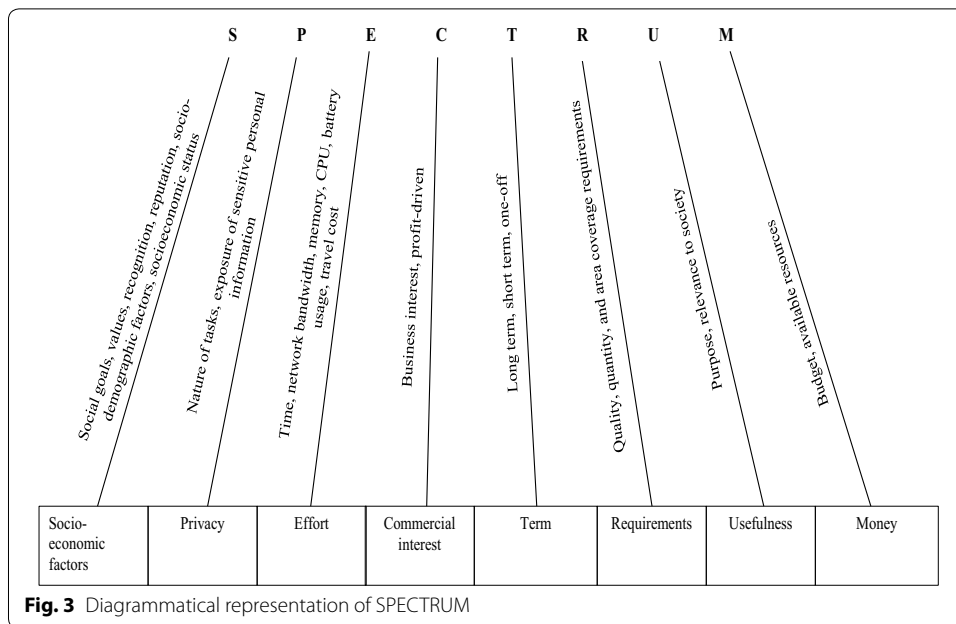 S P E C T R U M
Social goals, values, recognition, reputation, socio-
demographic factors, socioeconomic status
Nature of tasks, exposure of sensitive personal
information
Time, network bandwidth, memory, CPU, battery
usage, travel cost
Business interest, profit-driven
Long term, short term, one-off
Quality, quantity, and area coverage requirements
Purpose, relevance to society
Budget, available resources
Socio-
economic
factors
Privacy
Effort
Commercial
interest
Term
Requirements
Usefulness
Money
Fig. 3 Diagrammatical representation of SPECTRUM